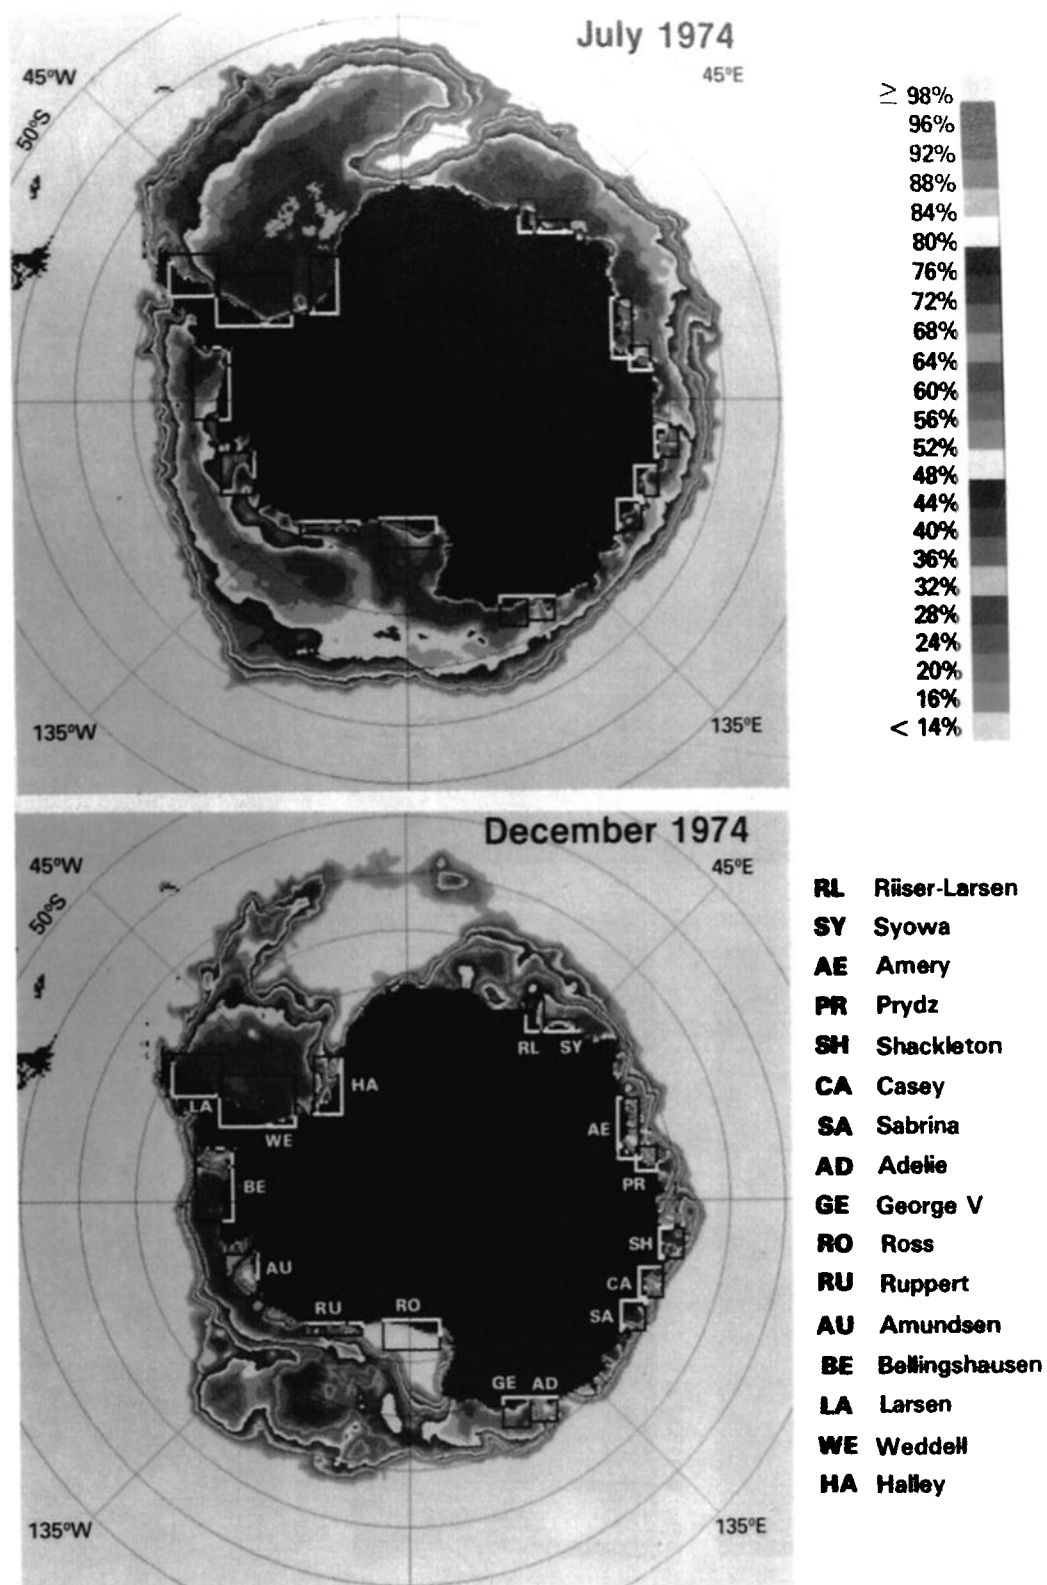 July 1974
45°W
45°E
50°S
135°W
135°E
≥ 98%
96%
92%
88%
84%
80%
76%
72%
68%
64%
60%
56%
52%
48%
44%
40%
36%
32%
28%
24%
20%
16%
< 14%
December 1974
45°W
45°E
50°S
RL SY
HA
LA
WE
AE
PR
BE
SH
AU
CA
RU RO
SA
GE AD
135°W
135°E
RL Riiser-Larsen
SY Syowa
AE Amery
PR Prydz
SH Shackleton
CA Casey
SA Sabrina
AD Adelie
GE George V
RO Ross
RU Ruppert
AU Amundsen
BE Bellingshausen
LA Larsen
WE Weddell
HA Halley